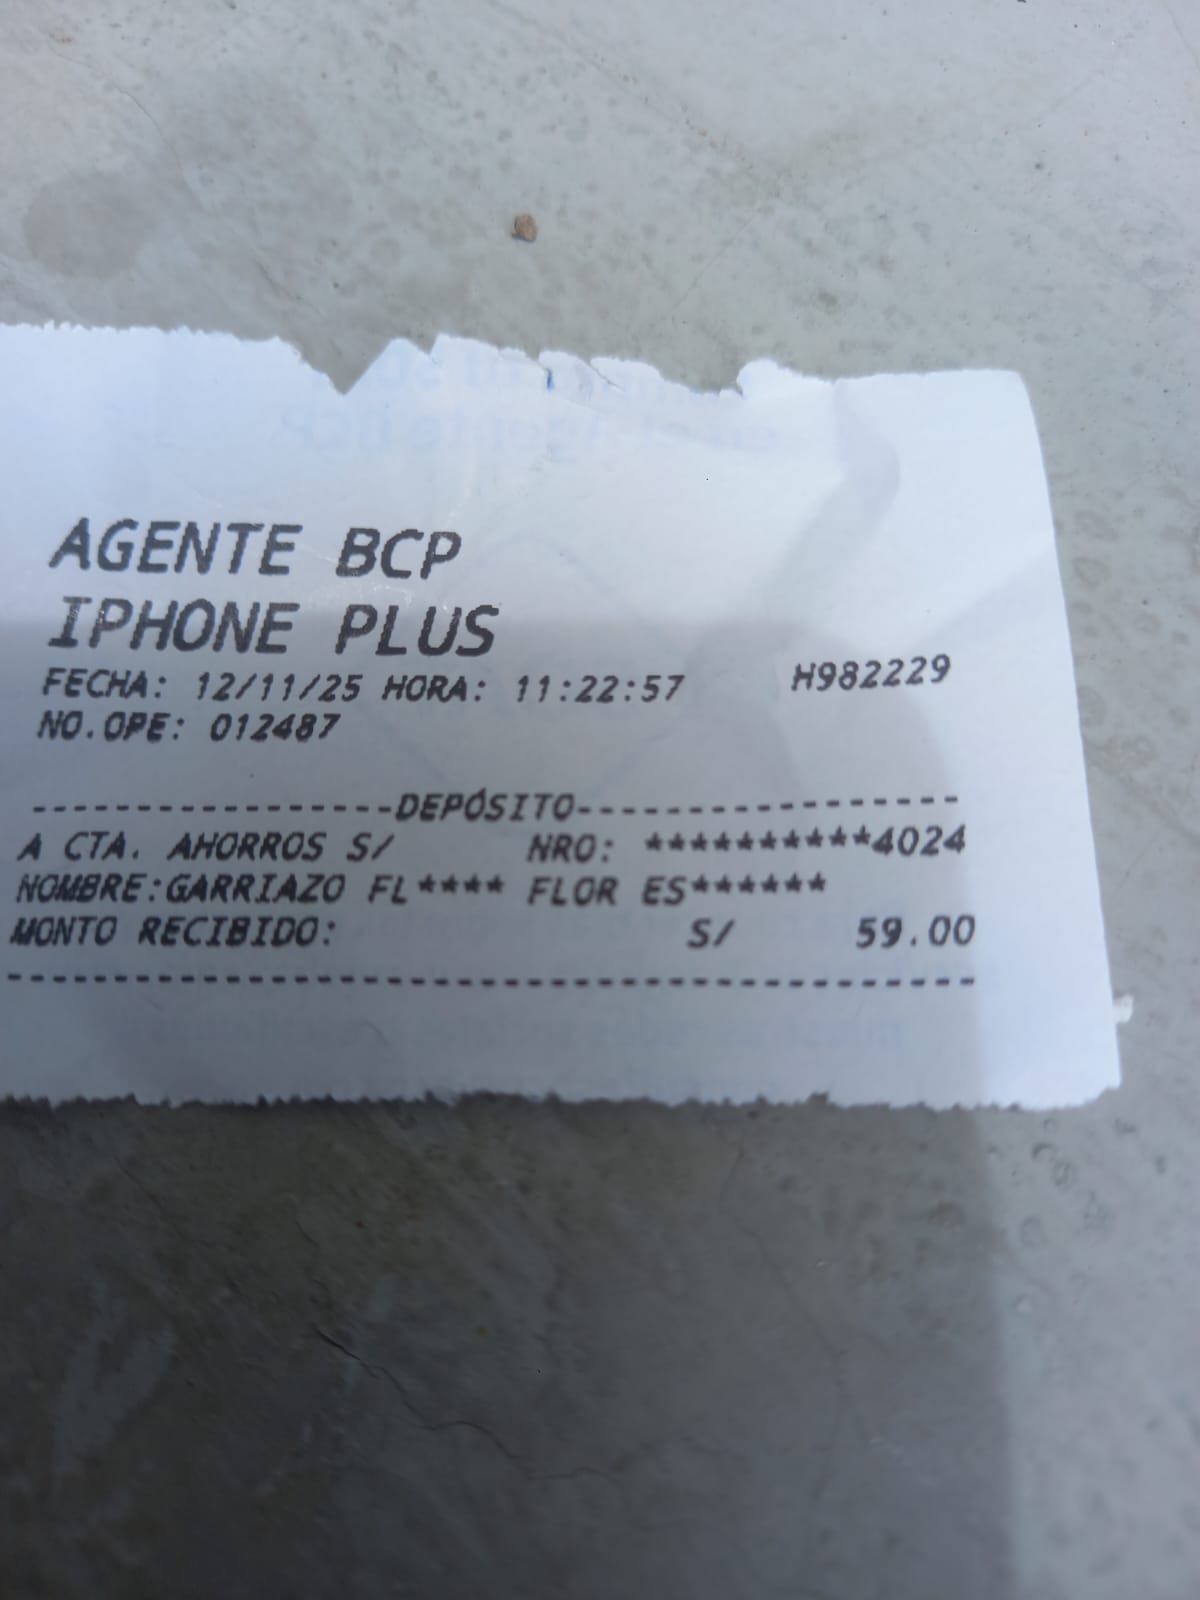 AGENTE BCP
IPHONE PLUS
FECHA: 12/11/25 HORA: 11:22:57 H982229
NO.OPE: 012487
------------------DEPÓSITO-------------------
A CTA. AHORROS S/ NRO: **********4024
NOMBRE:GARRIAZO FL**** FLOR ES******
MONTO RECIBIDO: S/ 59.00
-----------------------------------------------